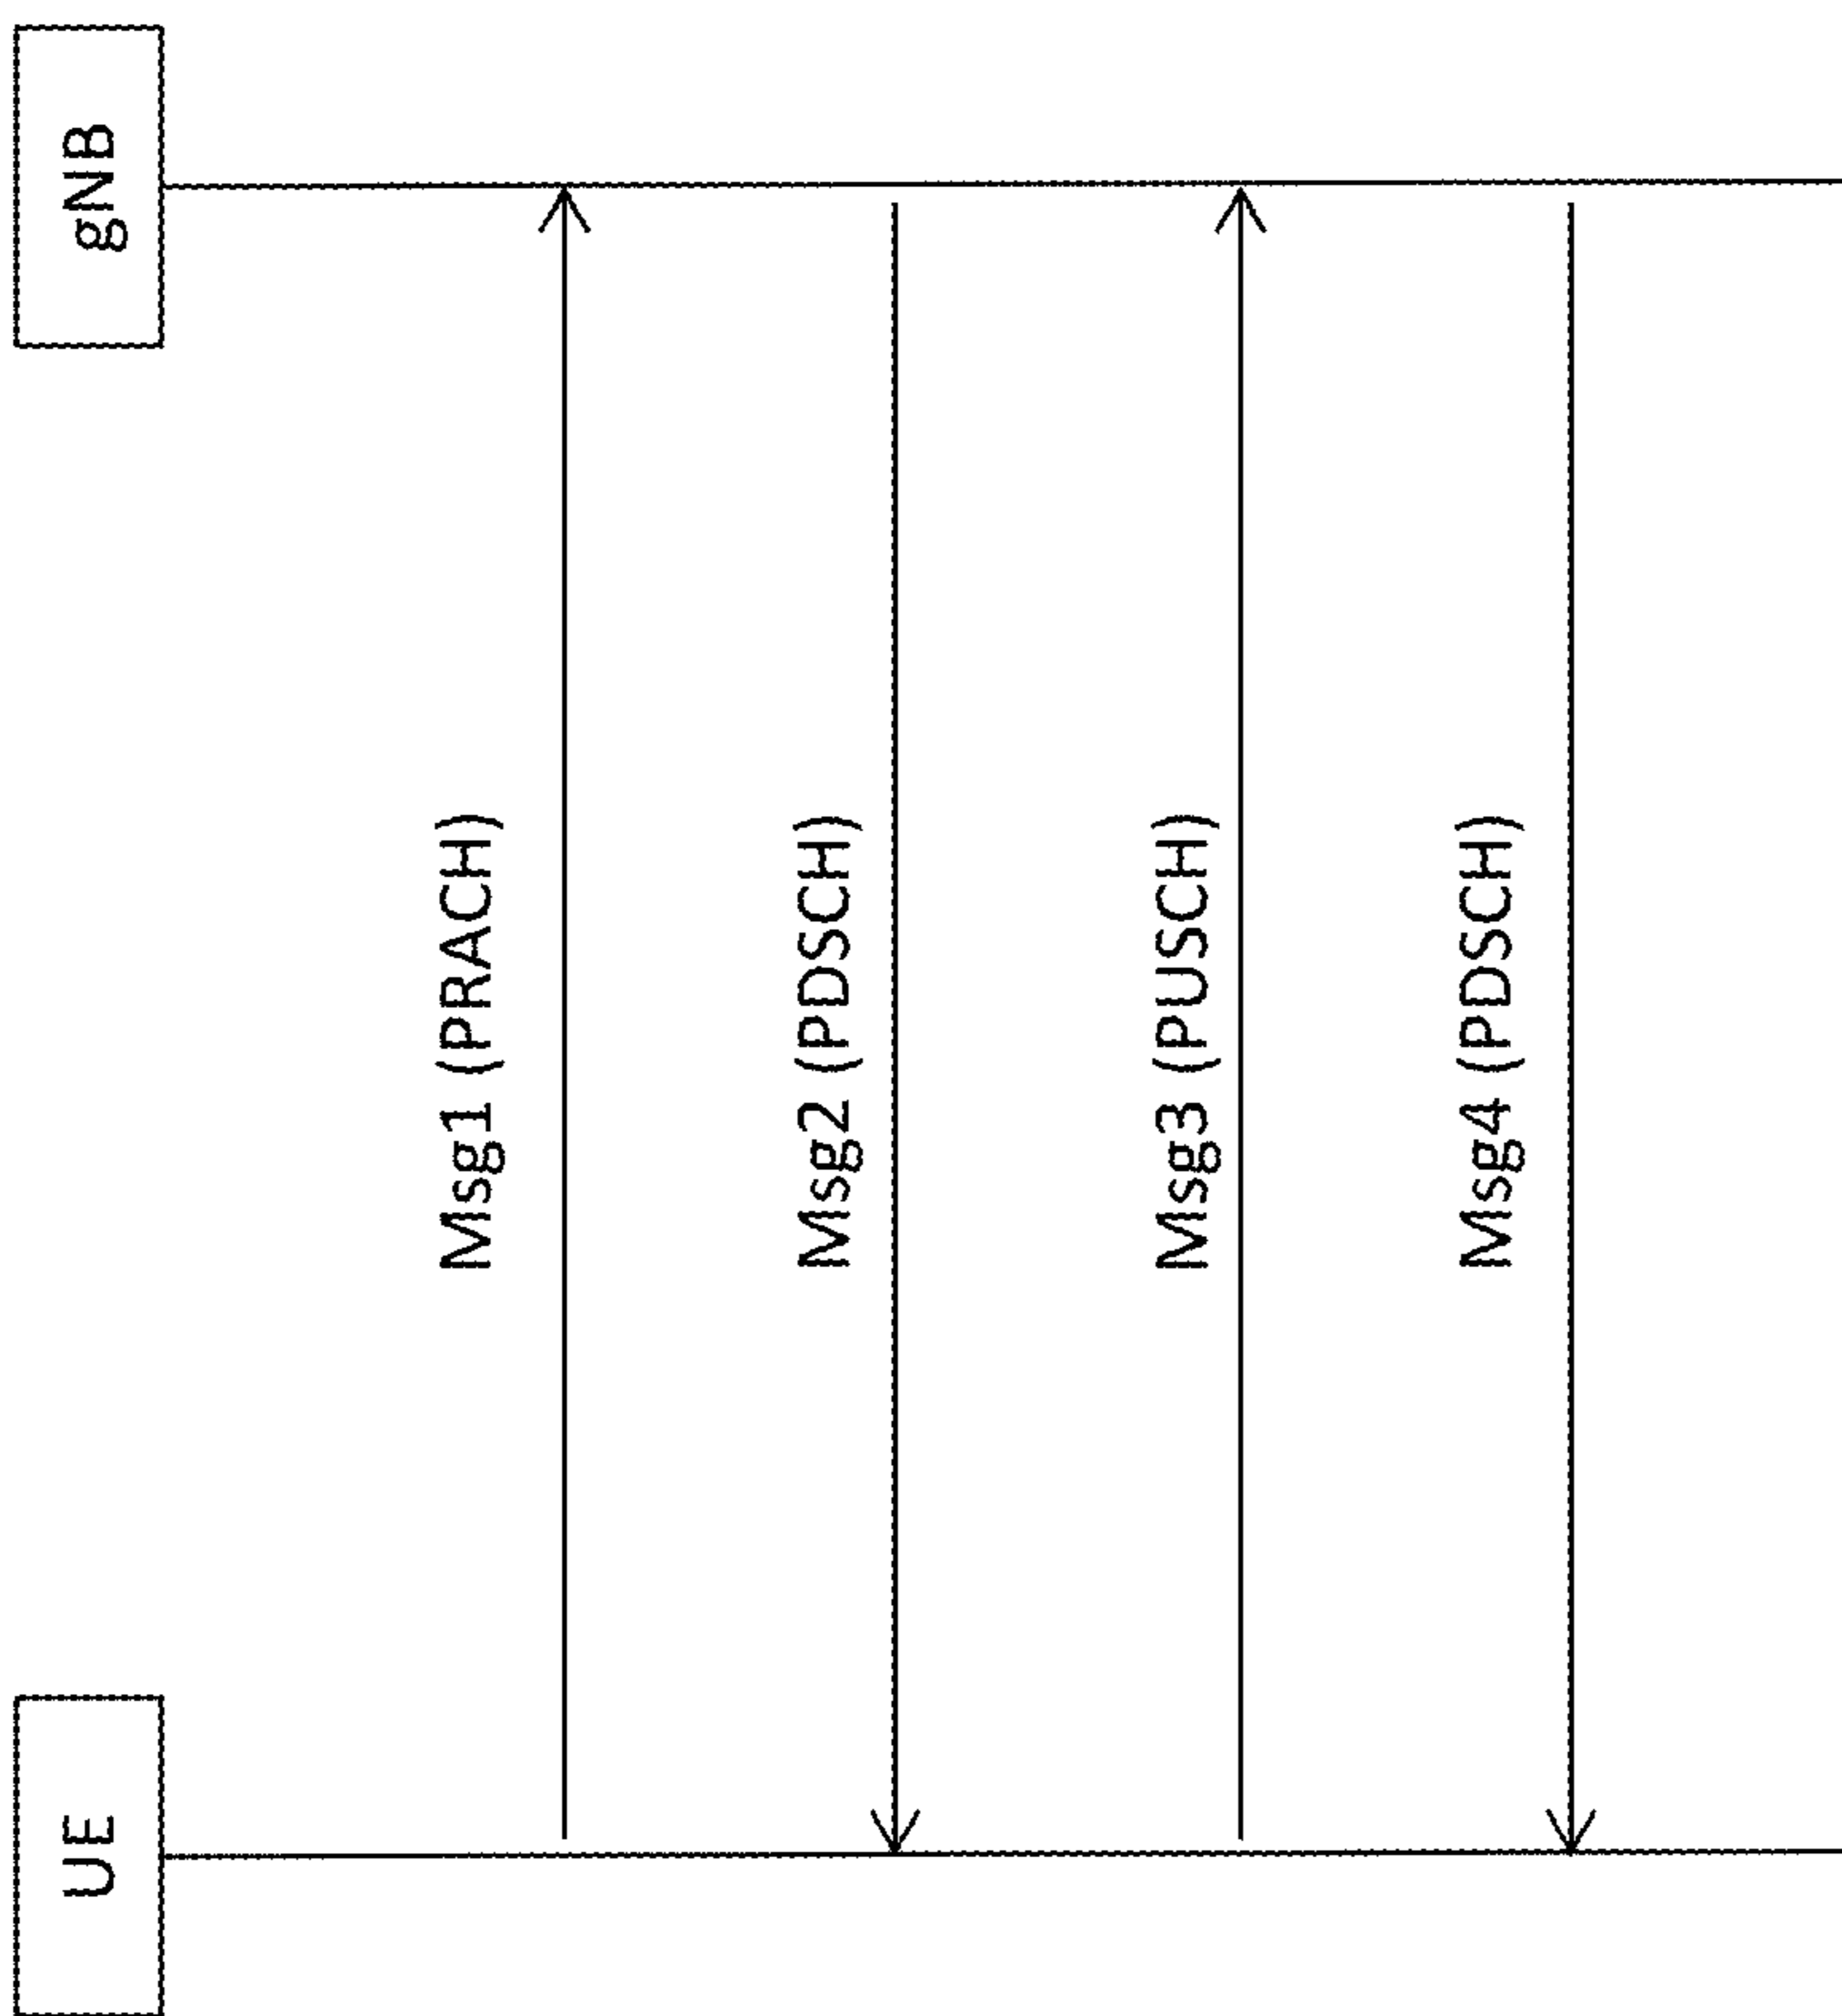 UE
gNB
Msg1 (PRACH)
Msg2 (PDSCH)
Msg3 (PUSCH)
Msg4 (PDSCH)